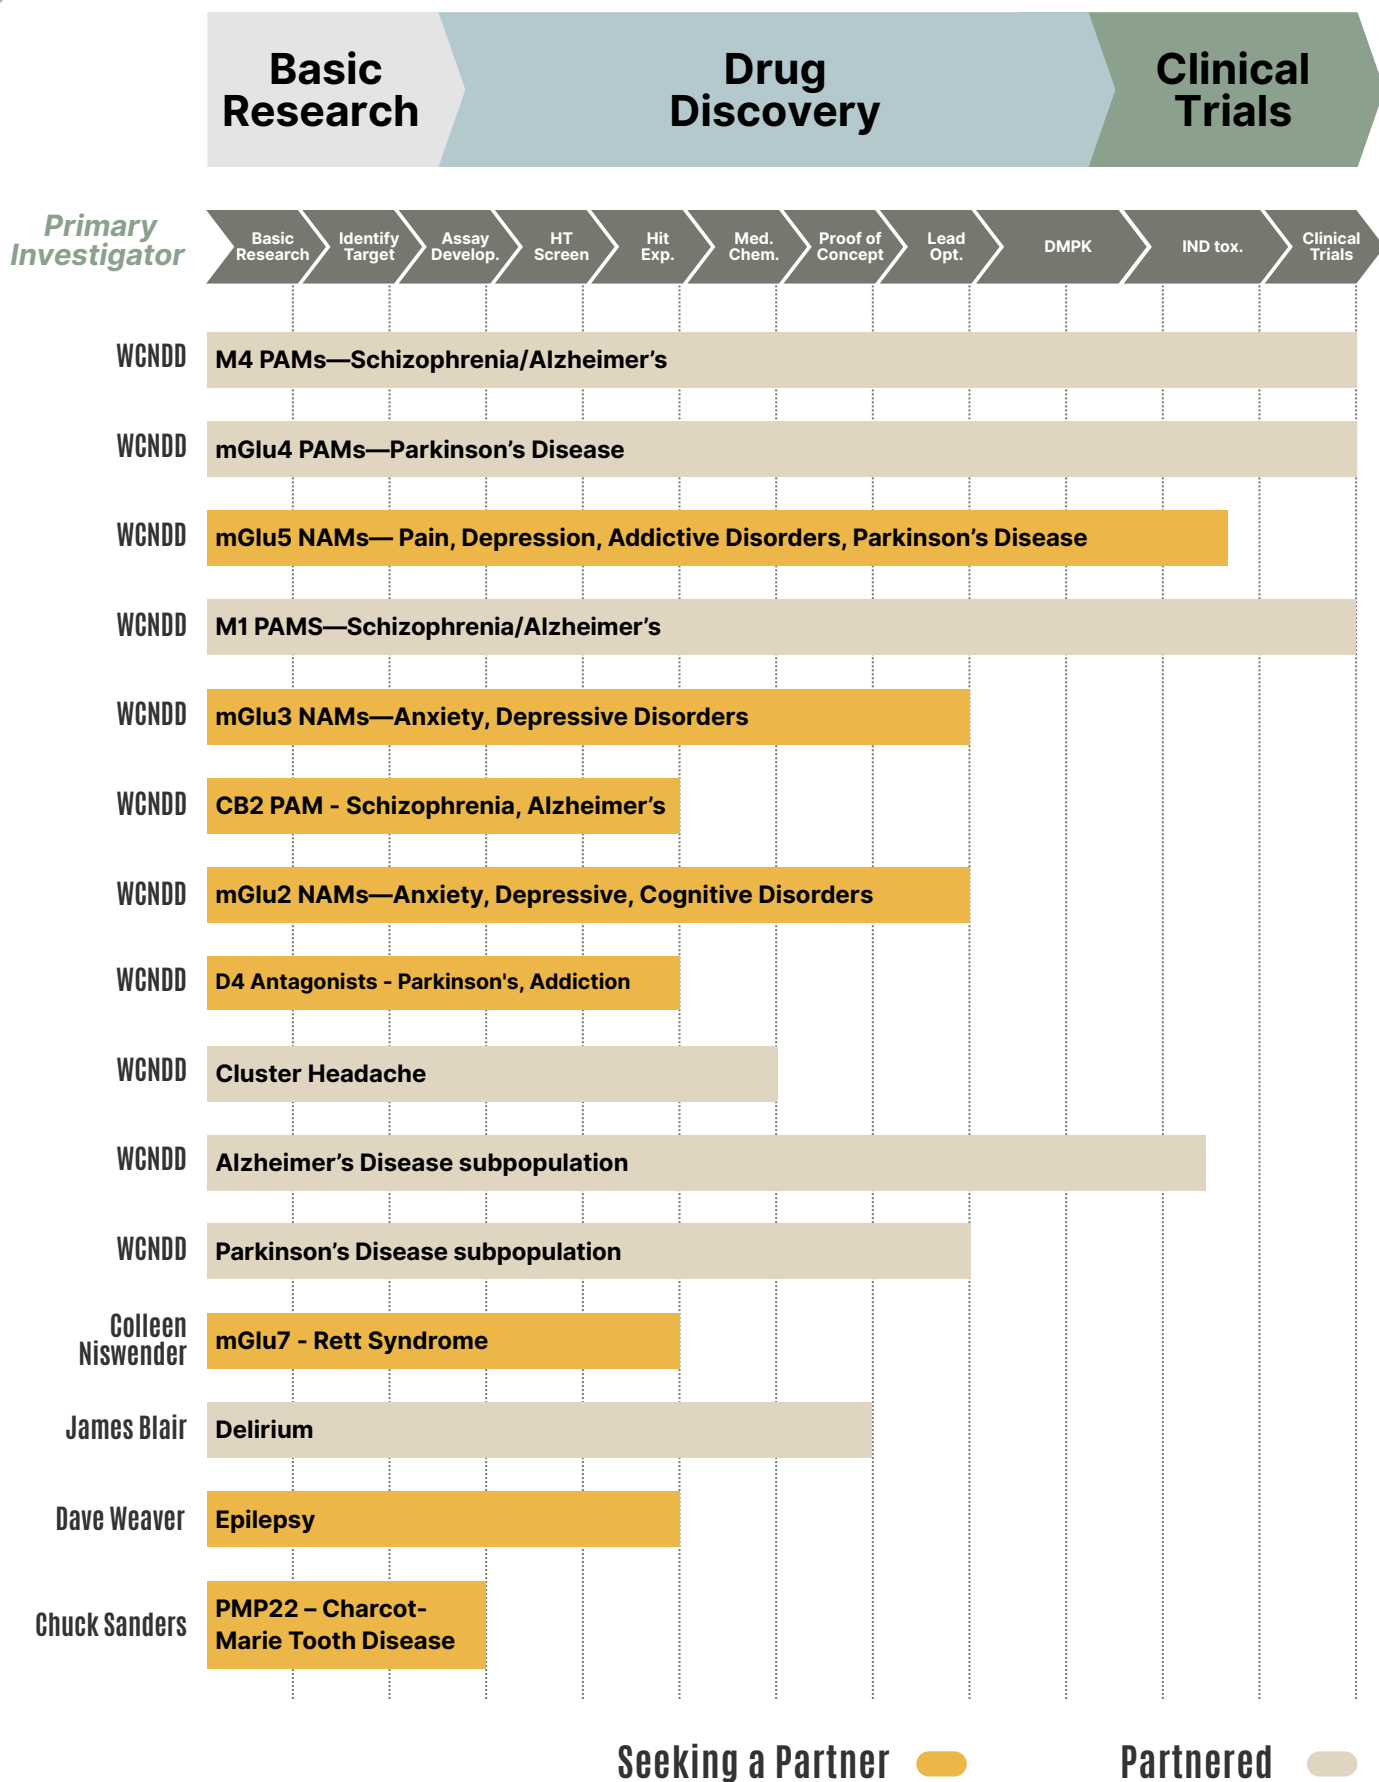 Basic
Research
Drug
Discovery
Clinical
Trials
Primary
Investigator
Basic
Research
Identify
Target
Assay
Develop.
HT
Screen
Hit
Exp.
Med.
Chem.
Proof of
Concept
Lead
Opt.
DMPK
IND tox.
Clinical
Trials
WCNDD
M4 PAMs—Schizophrenia/Alzheimer’s
WCNDD
mGlu4 PAMs—Parkinson’s Disease
WCNDD
mGlu5 NAMs— Pain, Depression, Addictive Disorders, Parkinson’s Disease
WCNDD
M1 PAMS—Schizophrenia/Alzheimer’s
WCNDD
mGlu3 NAMs—Anxiety, Depressive Disorders
WCNDD
CB2 PAM - Schizophrenia, Alzheimer’s
WCNDD
mGlu2 NAMs—Anxiety, Depressive, Cognitive Disorders
WCNDD
D4 Antagonists - Parkinson's, Addiction
WCNDD
Cluster Headache
WCNDD
Alzheimer’s Disease subpopulation
WCNDD
Parkinson’s Disease subpopulation
Colleen
Niswender
mGlu7 - Rett Syndrome
James Blair
Delirium
Dave Weaver
Epilepsy
Chuck Sanders
PMP22 – Charcot-
Marie Tooth Disease
Seeking a Partner
Partnered